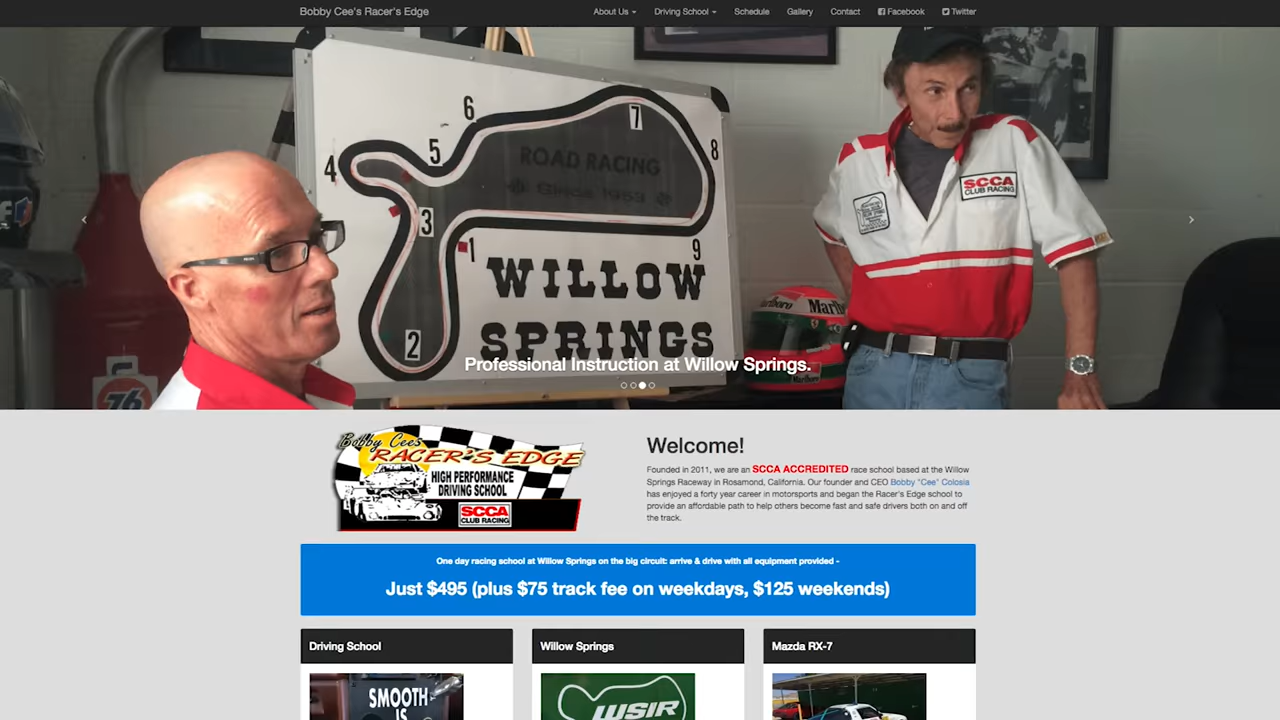 Bobby Cee's Racer's Edge
About Us
Driving School
Schedule
Gallery
Contact
Facebook
Twitter
6
7
5
8
4
ROAD RACING
Since 1953
3
1
9
WILLOW
SPRINGS
2
76
SCCA
CLUB RACING
Marlboro
Professional Instruction at Willow Springs.
Bobby Cees
RACER'S EDGE
HIGH PERFORMANCE
DRIVING SCHOOL
SCCA
CLUB RACING
Welcome!
Founded in 2011, we are an SCCA ACCREDITED race school based at the Willow
Springs Raceway in Rosamond, California. Our founder and CEO Bobby "Cee" Colosia
has enjoyed a forty year career in motorsports and began the Racer's Edge school to
provide an affordable path to help others become fast and safe drivers both on and off
the track.
One day racing school at Willow Springs on the big circuit: arrive & drive with all equipment provided -
Just $495 (plus $75 track fee on weekdays, $125 weekends)
Driving School
Willow Springs
Mazda RX-7
SMOOTH
IS
WSIR